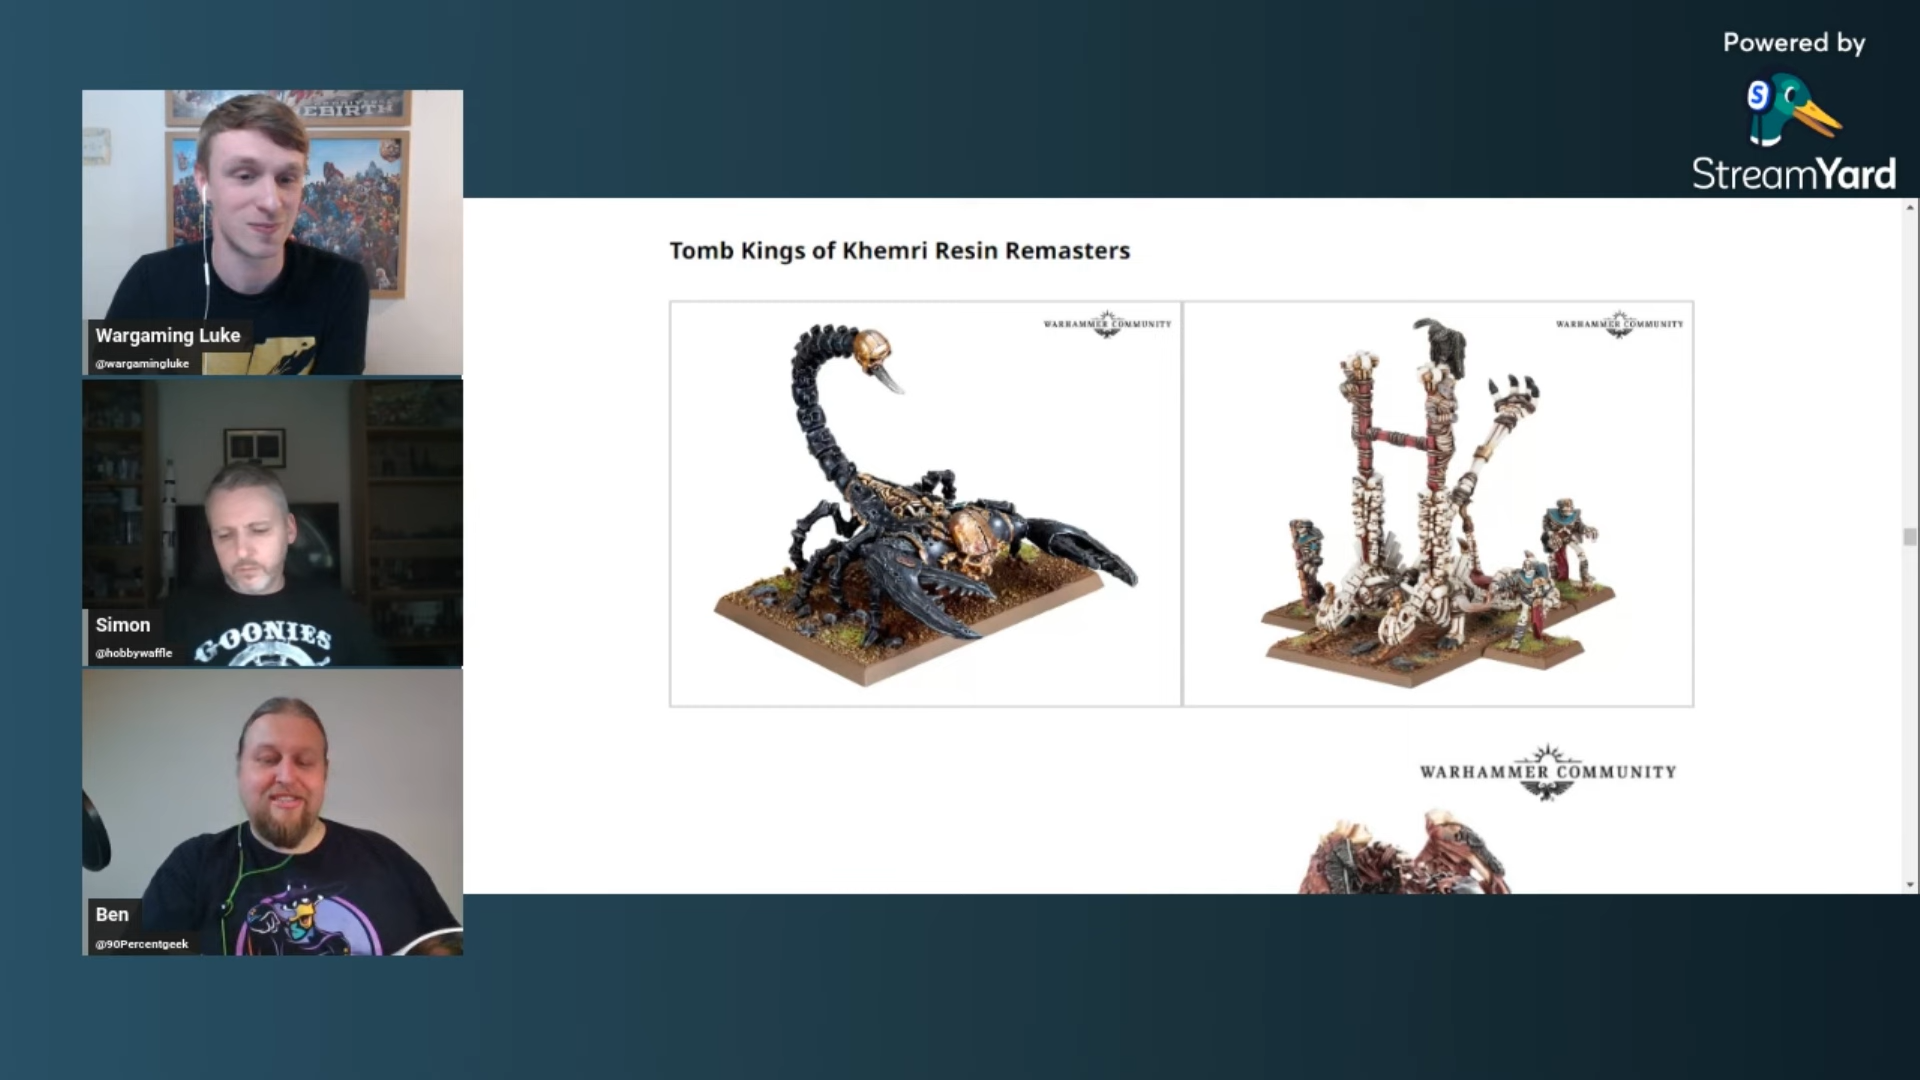 Powered by
StreamYard
EBIRTH
Wargaming Luke
@wargamingluke
Simon
@hobbywaffle
GOONIES
Ben
@90Percentgeek
Tomb Kings of Khemri Resin Remasters
WARHAMMER COMMUNITY
WARHAMMER COMMUNITY
WARHAMMER COMMUNITY